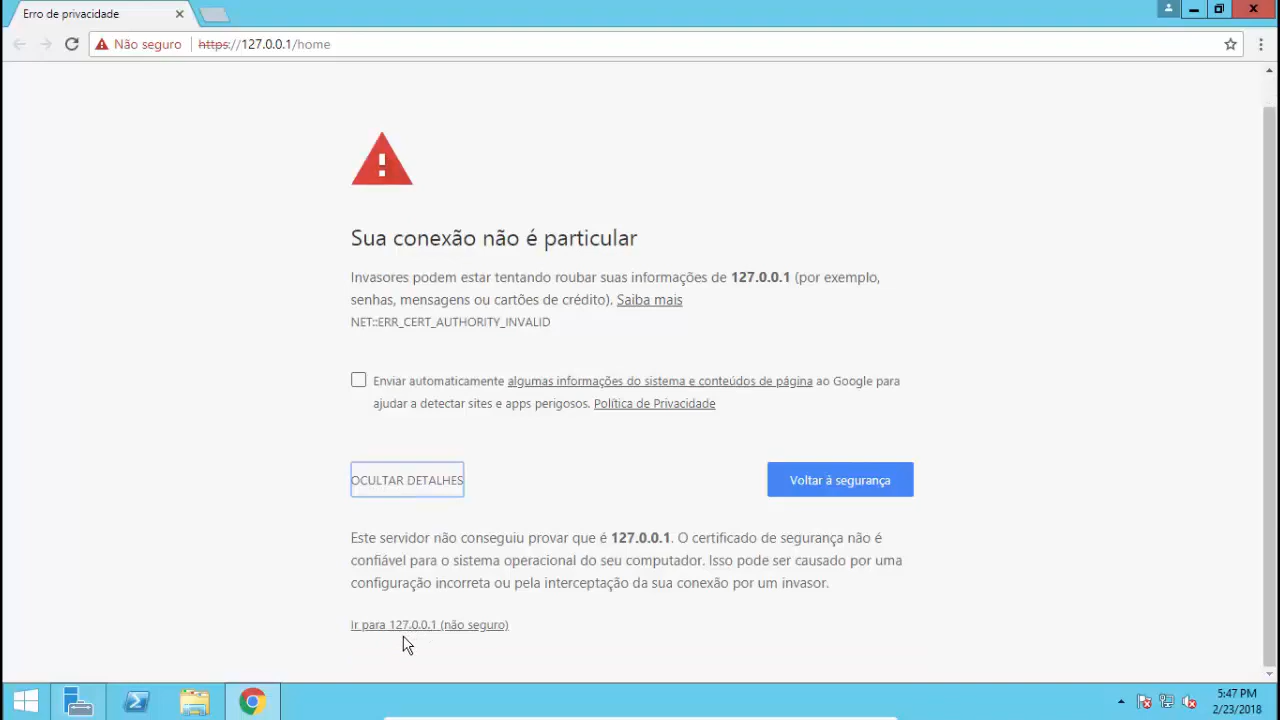 Erro de privacidade
Não seguro
https://127.0.0.1/home
Sua conexão não é particular
Invasores podem estar tentando roubar suas informações de 127.0.0.1 (por exemplo,
senhas, mensagens ou cartões de crédito). Saiba mais
NET::ERR_CERT_AUTHORITY_INVALID
Enviar automaticamente algumas informações do sistema e conteúdos de página ao Google para
ajudar a detectar sites e apps perigosos. Política de Privacidade
OCULTAR DETALHES
Voltar à segurança
Este servidor não conseguiu provar que é 127.0.0.1. O certificado de segurança não é
confiável para o sistema operacional do seu computador. Isso pode ser causado por uma
configuração incorreta ou pela interceptação da sua conexão por um invasor.
Ir para 127.0.0.1 (não seguro)
5:47 PM
2/23/2018